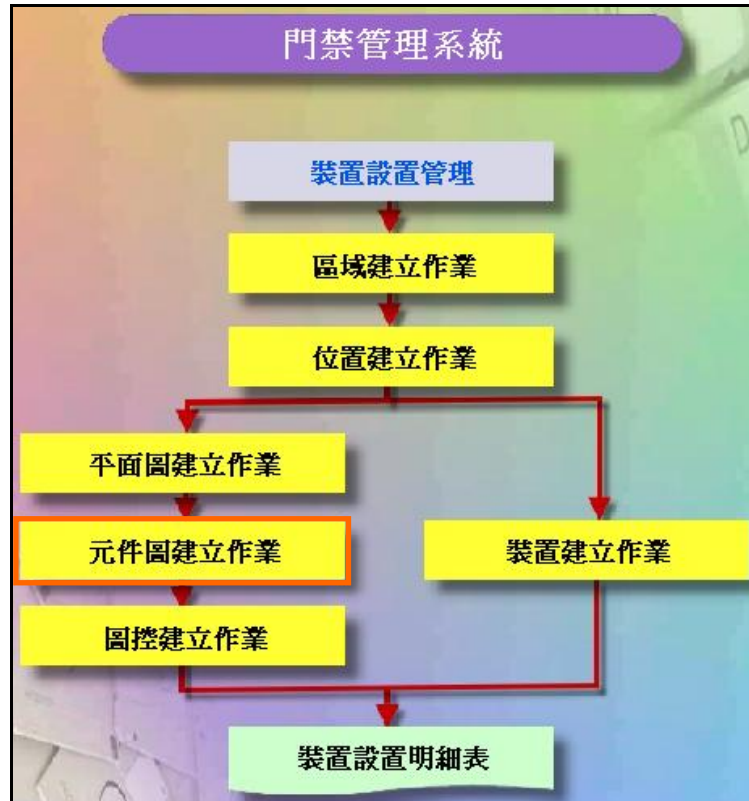 門禁管理系統
裝置設置管理
區域建立作業
位置建立作業
平面圖建立作業
元件圖建立作業
裝置建立作業
圖控建立作業
裝置設置明細表